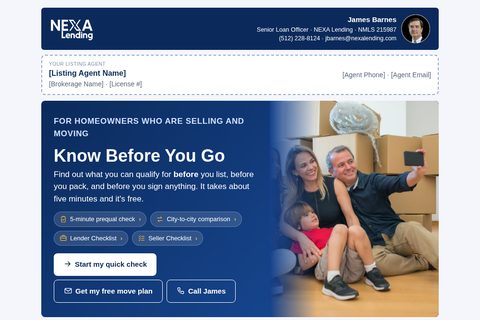 NEXA
Lending
James Barnes
Senior Loan Officer · NEXA Lending · NMLS 215987
(512) 228-8124 · jbarnes@nexalending.com
YOUR LISTING AGENT
[Listing Agent Name]
[Brokerage Name] · [License #]
[Agent Phone] · [Agent Email]
FOR HOMEOWNERS WHO ARE SELLING AND
MOVING
Know Before You Go
Find out what you can qualify for before you list, before
you pack, and before you sign anything. It takes about
five minutes and it's free.
5-minute prequal check ›
City-to-city comparison ›
Lender Checklist ›
Seller Checklist ›
→ Start my quick check
Get my free move plan
Call James